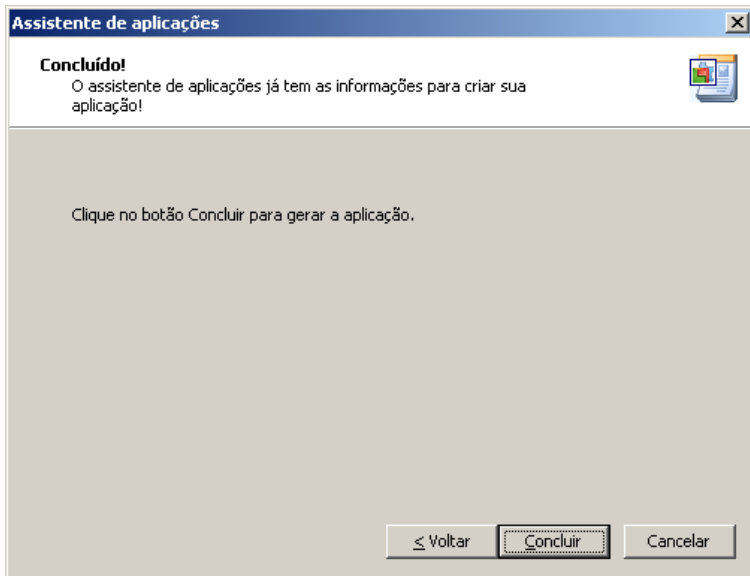 Assistente de aplicações
Concluído!
O assistente de aplicações já tem as informações para criar sua
aplicação!
Clique no botão Concluir para gerar a aplicação.
< Voltar Concluir Cancelar